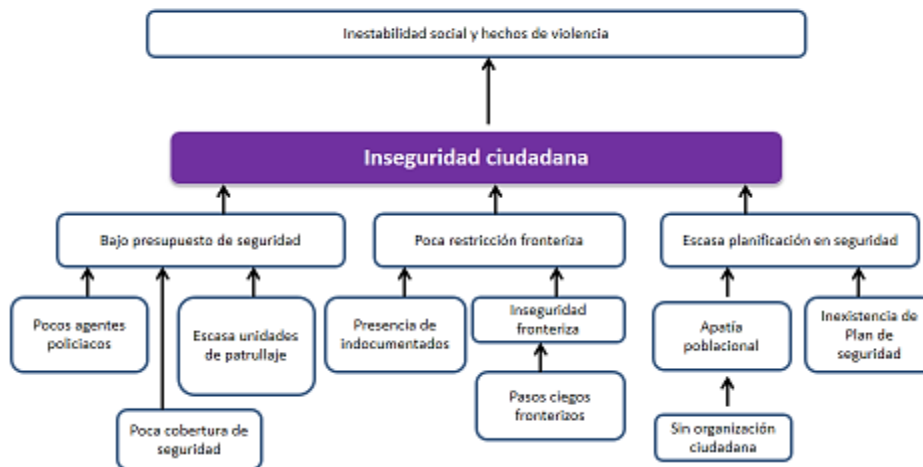 Inestabilidad social y hechos de violencia
Inseguridad ciudadana
Bajo presupuesto de seguridad
Poca restricción fronteriza
Escasa planificación en seguridad
Pocos agentes
policiacos
Escasa unidades
de patrullaje
Presencia de
indocumentados
Inseguridad
fronteriza
Apatía
poblacional
Inexistencia de
Plan de
seguridad
Pasos ciegos
fronterizos
Poca cobertura de
seguridad
Sin organización
ciudadana